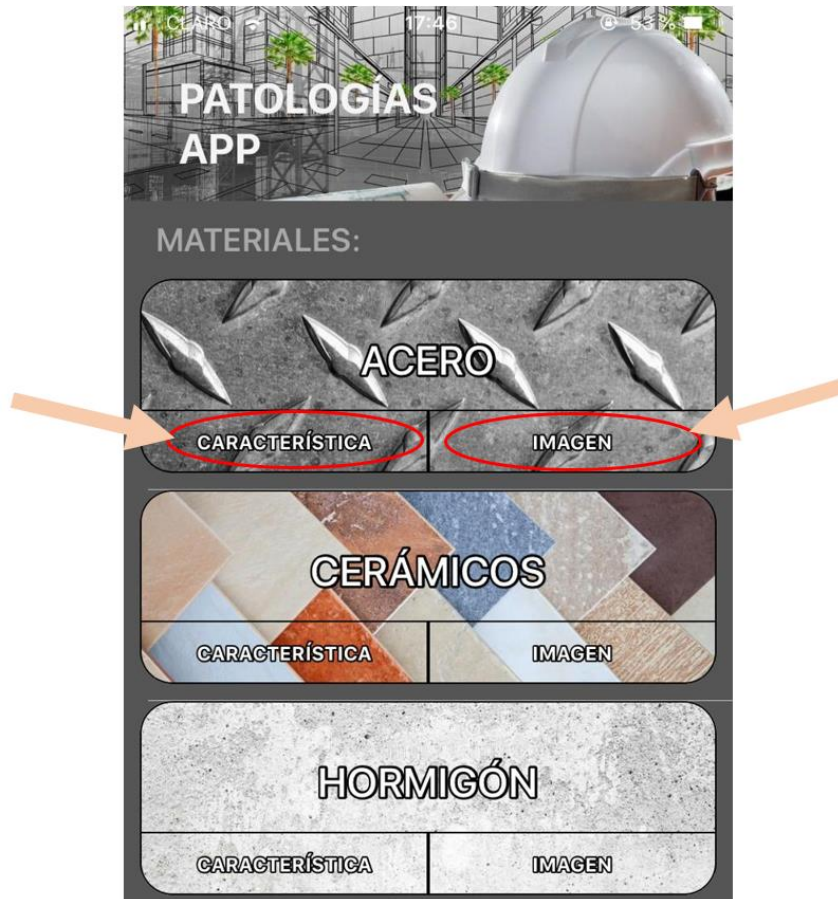 CLARO 17:46 53 %
PATOLOGÍAS
APP
MATERIALES:
ACERO
CARACTERÍSTICA IMAGEN
CERÁMICOS
CARACTERÍSTICA IMAGEN
HORMIGÓN
CARACTERÍSTICA IMAGEN